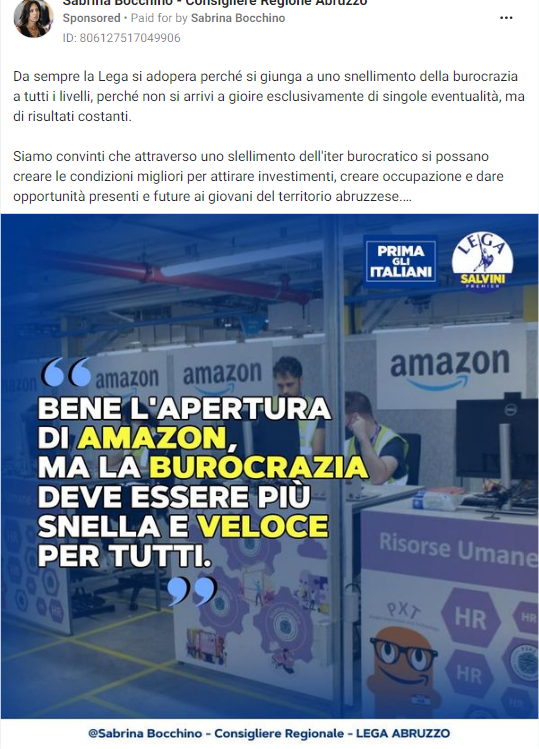 Sabrina Bocchino - Consigliere Regione Abruzzo
Sponsored • Paid for by Sabrina Bocchino
ID: 806127517049906
Da sempre la Lega si adopera perché si giunga a uno snellimento della burocrazia
a tutti i livelli, perché non si arrivi a gioire esclusivamente di singole eventualità, ma
di risultati costanti.
Siamo convinti che attraverso uno slellimento dell'iter burocratico si possano
creare le condizioni migliori per attirare investimenti, creare occupazione e dare
opportunità presenti e future ai giovani del territorio abruzzese....
PRIMA
GLI
ITALIANI
LEGA
SALVINI
PREMIER
amazon
amazon
amazon
amazon
DELL
“
BENE L'APERTURA
DI AMAZON,
MA LA BUROCRAZIA
DEVE ESSERE PIÙ
SNELLA E VELOCE
PER TUTTI.
”
Risorse Umane
PXT
HR
HR
HR
@Sabrina Bocchino - Consigliere Regionale - LEGA ABRUZZO